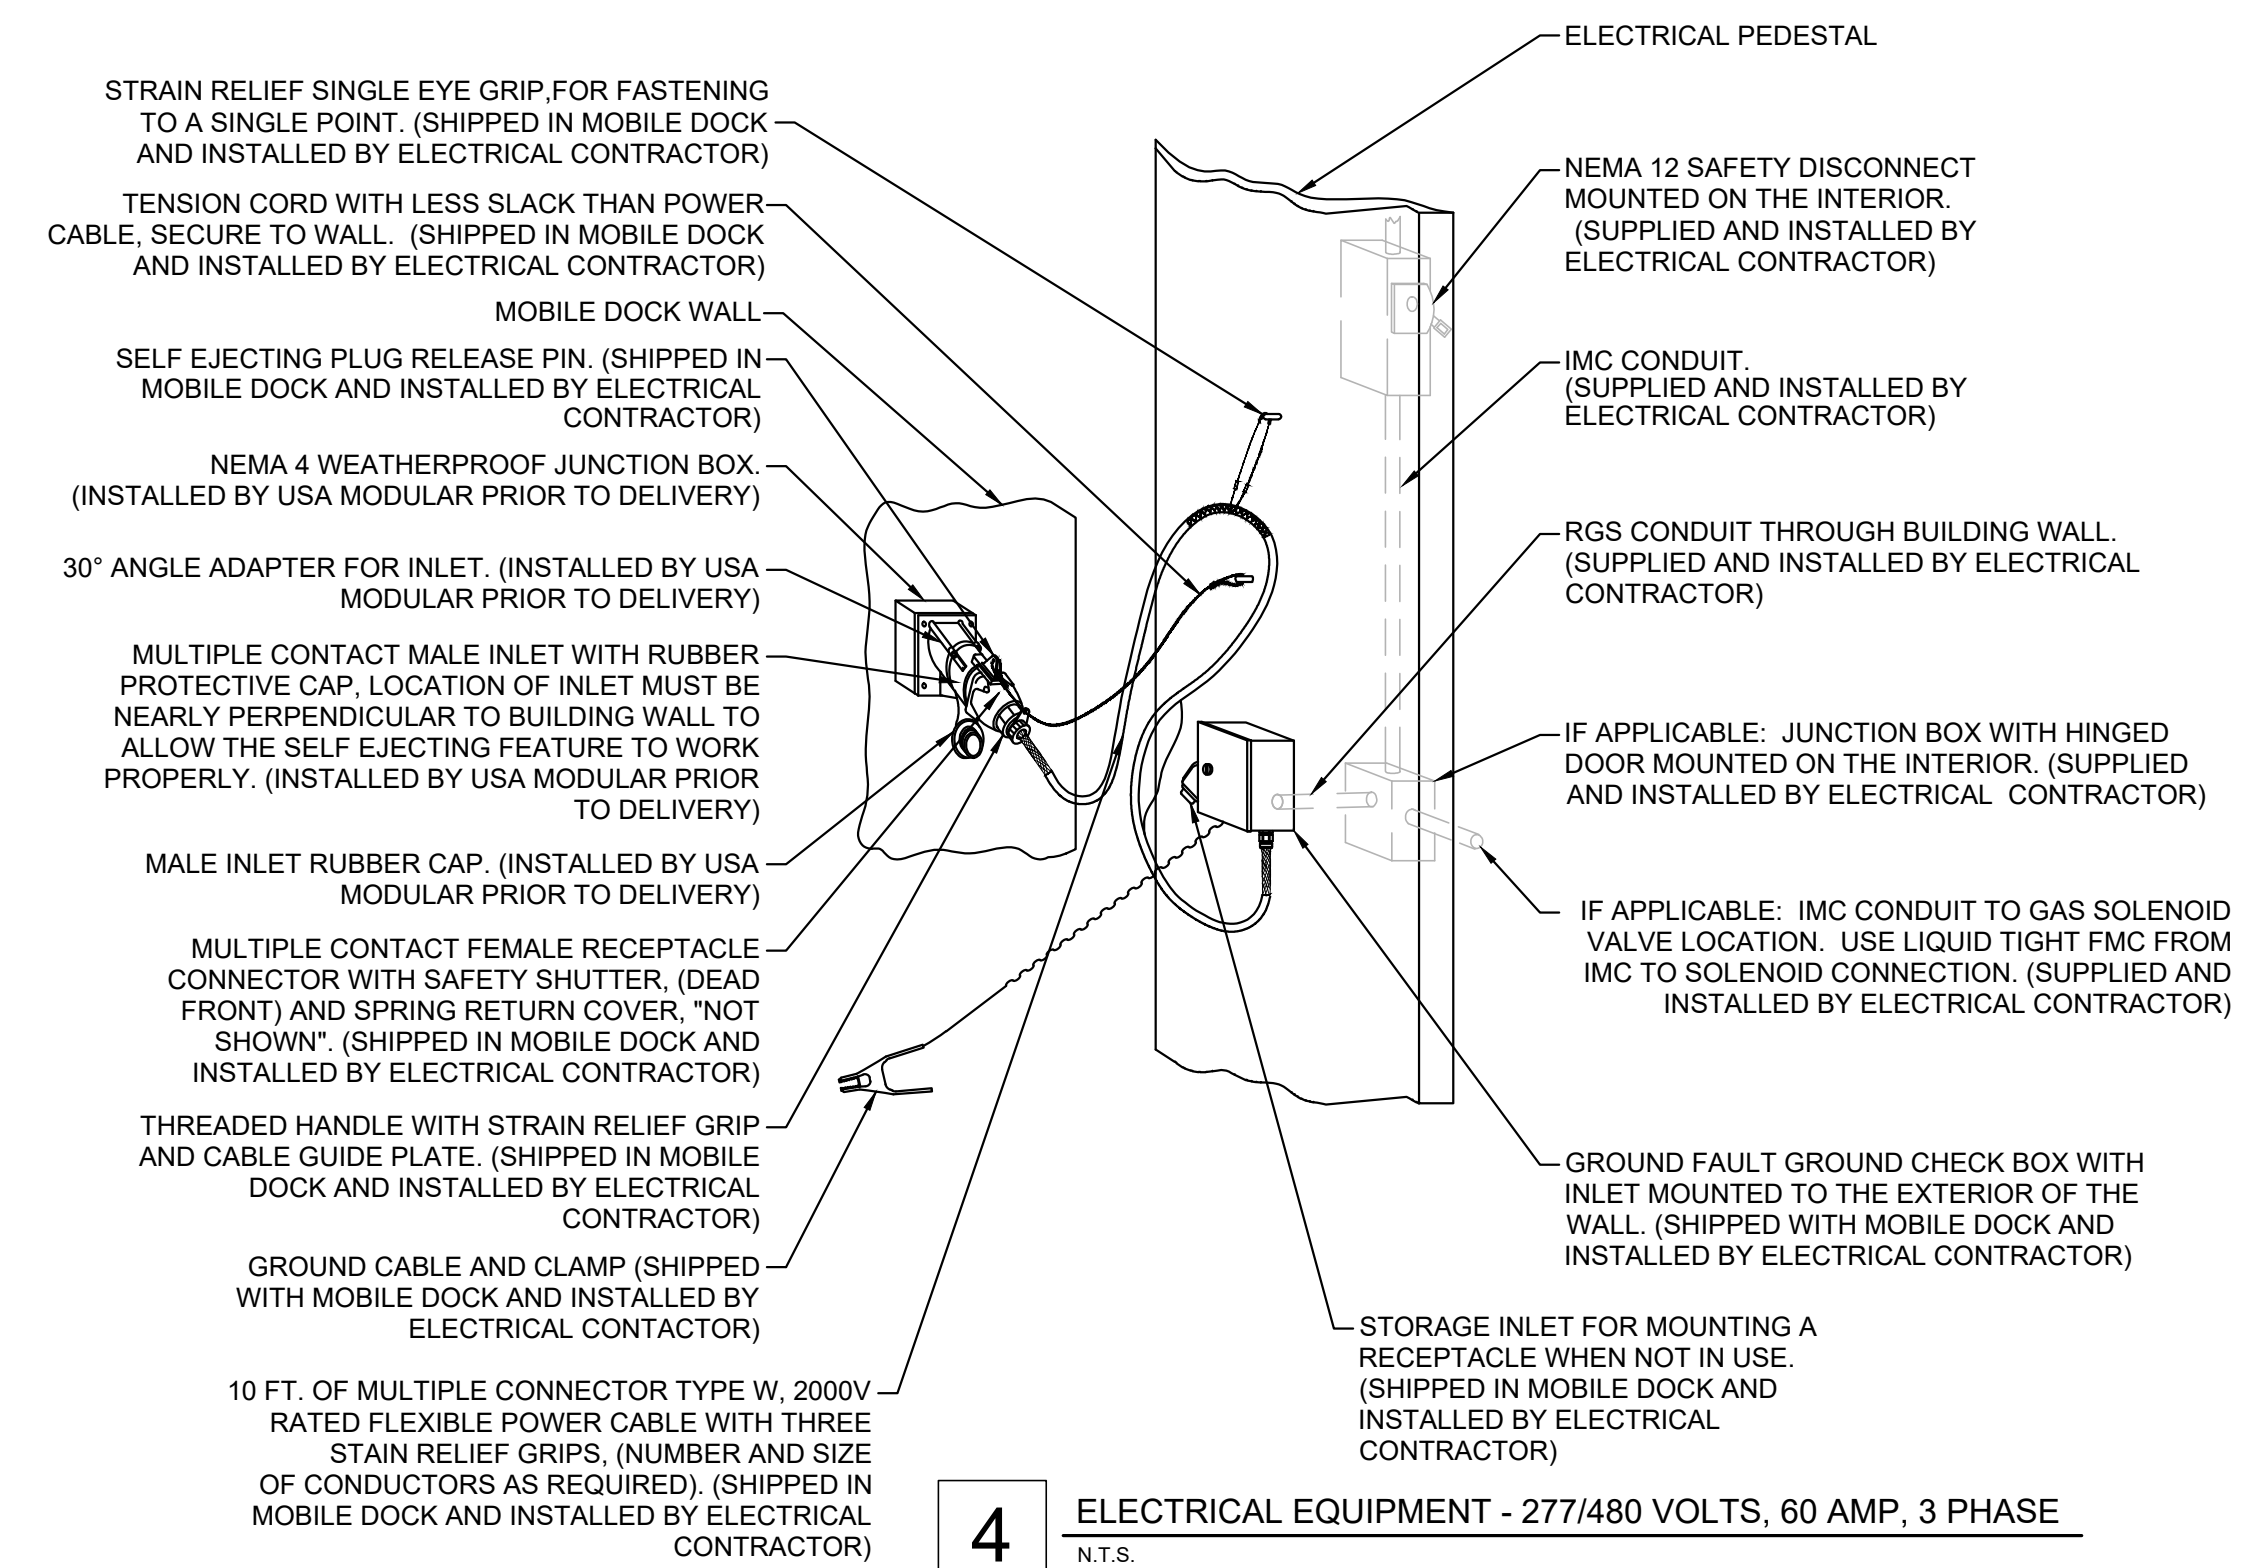 STRAIN RELIEF SINGLE EYE GRIP,FOR FASTENING
TO A SINGLE POINT. (SHIPPED IN MOBILE DOCK
AND INSTALLED BY ELECTRICAL CONTRACTOR)
TENSION CORD WITH LESS SLACK THAN POWER
CABLE, SECURE TO WALL. (SHIPPED IN MOBILE DOCK
AND INSTALLED BY ELECTRICAL CONTRACTOR)
MOBILE DOCK WALL
SELF EJECTING PLUG RELEASE PIN. (SHIPPED IN
MOBILE DOCK AND INSTALLED BY ELECTRICAL
CONTRACTOR)
NEMA 4 WEATHERPROOF JUNCTION BOX.
(INSTALLED BY USA MODULAR PRIOR TO DELIVERY)
30° ANGLE ADAPTER FOR INLET. (INSTALLED BY USA
MODULAR PRIOR TO DELIVERY)
MULTIPLE CONTACT MALE INLET WITH RUBBER
PROTECTIVE CAP, LOCATION OF INLET MUST BE
NEARLY PERPENDICULAR TO BUILDING WALL TO
ALLOW THE SELF EJECTING FEATURE TO WORK
PROPERLY. (INSTALLED BY USA MODULAR PRIOR
TO DELIVERY)
MALE INLET RUBBER CAP. (INSTALLED BY USA
MODULAR PRIOR TO DELIVERY)
MULTIPLE CONTACT FEMALE RECEPTACLE
CONNECTOR WITH SAFETY SHUTTER, (DEAD
FRONT) AND SPRING RETURN COVER, "NOT
SHOWN". (SHIPPED IN MOBILE DOCK AND
INSTALLED BY ELECTRICAL CONTRACTOR)
THREADED HANDLE WITH STRAIN RELIEF GRIP
AND CABLE GUIDE PLATE. (SHIPPED IN MOBILE
DOCK AND INSTALLED BY ELECTRICAL
CONTRACTOR)
GROUND CABLE AND CLAMP (SHIPPED
WITH MOBILE DOCK AND INSTALLED BY
ELECTRICAL CONTACTOR)
10 FT. OF MULTIPLE CONNECTOR TYPE W, 2000V
RATED FLEXIBLE POWER CABLE WITH THREE
STAIN RELIEF GRIPS, (NUMBER AND SIZE
OF CONDUCTORS AS REQUIRED). (SHIPPED IN
MOBILE DOCK AND INSTALLED BY ELECTRICAL
CONTRACTOR)
ELECTRICAL PEDESTAL
NEMA 12 SAFETY DISCONNECT
MOUNTED ON THE INTERIOR.
(SUPPLIED AND INSTALLED BY
ELECTRICAL CONTRACTOR)
IMC CONDUIT.
(SUPPLIED AND INSTALLED BY
ELECTRICAL CONTRACTOR)
RGS CONDUIT THROUGH BUILDING WALL.
(SUPPLIED AND INSTALLED BY ELECTRICAL
CONTRACTOR)
IF APPLICABLE: JUNCTION BOX WITH HINGED
DOOR MOUNTED ON THE INTERIOR. (SUPPLIED
AND INSTALLED BY ELECTRICAL CONTRACTOR)
IF APPLICABLE: IMC CONDUIT TO GAS SOLENOID
VALVE LOCATION. USE LIQUID TIGHT FMC FROM
IMC TO SOLENOID CONNECTION. (SUPPLIED AND
INSTALLED BY ELECTRICAL CONTRACTOR)
GROUND FAULT GROUND CHECK BOX WITH
INLET MOUNTED TO THE EXTERIOR OF THE
WALL. (SHIPPED WITH MOBILE DOCK AND
INSTALLED BY ELECTRICAL CONTRACTOR)
STORAGE INLET FOR MOUNTING A
RECEPTACLE WHEN NOT IN USE.
(SHIPPED IN MOBILE DOCK AND
INSTALLED BY ELECTRICAL
CONTRACTOR)
4
ELECTRICAL EQUIPMENT - 277/480 VOLTS, 60 AMP, 3 PHASE
N.T.S.